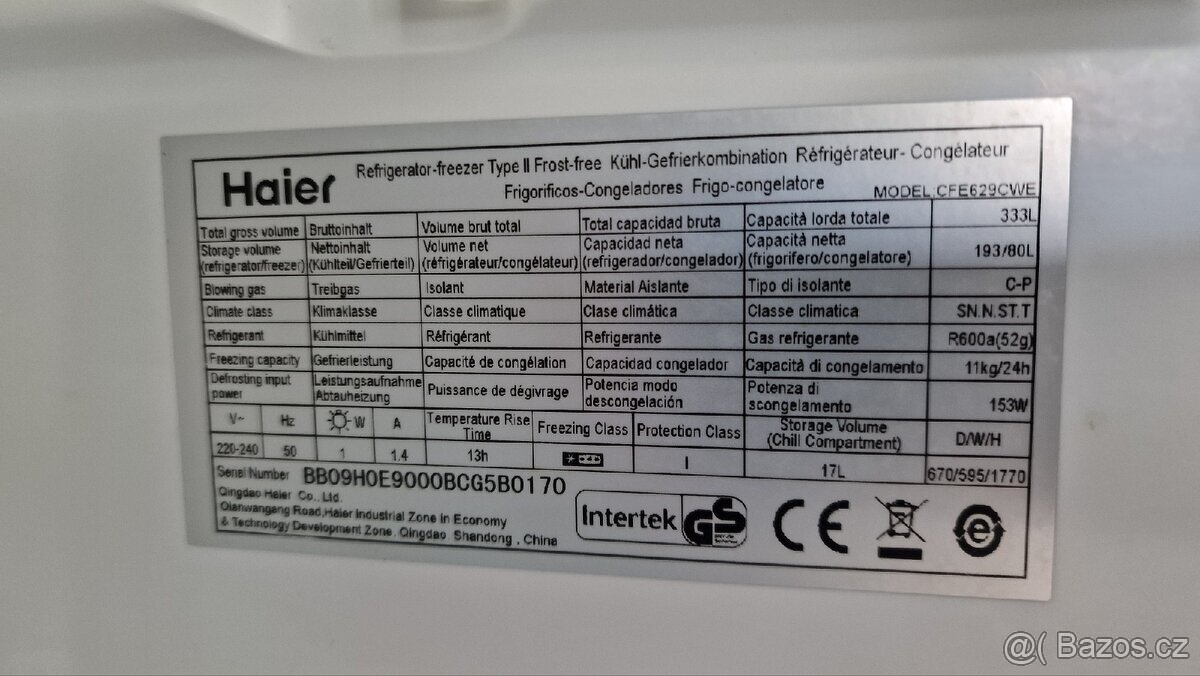 Haier
Refrigerator-freezer Type II Frost-free Kühl-Gefrierkombination Rèfrigérateur- Congélateur
Frigorificos-Congeladores Frigo-congelatore
MODEL:CFE629CWE
Total gross volume Bruttoinhalt Volume brut total Total capacidad bruta Capacità lorda totale 333L
Storage volume (refrigerator/freezer) Nettoinhalt (Kühlteil/Gefrierteil) Volume net (réfrigérateur/congélateur) Capacidad neta (refrigerador/congelador) Capacità netta (frigorifero/congelatore) 193/80L
Blowing gas Treibgas Isolant Material Aislante Tipo di isolante C-P
Climate class Klimaklasse Classe climatique Clase climática Classe climatica SN.N.ST.T
Refrigerant Kühlmittel Réfrigérant Refrigerante Gas refrigerante R600a(52g)
Freezing capacity Gefrierleistung Capacité de congélation Capacidad congelador Capacità di congelamento 11kg/24h
Defrosting input power Leistungsaufnahme Abtauheizung Puissance de dégivrage Potencia modo descongelación Potenza di scongelamento 153W
V~ Hz W A Temperature Rise Time Freezing Class Protection Class Storage Volume (Chill Compartment) D/W/H
220-240 50 1 1.4 13h I 17L 670/595/1770
Serial Number BB09H0E9000BCG5B0170
Qingdao Haier Co., Ltd.
Qianwangang Road,Haier Industrial Zone in Economy
& Technology Development Zone, Qingdao Shandong , China
Intertek GS CE e
@( Bazos.cz